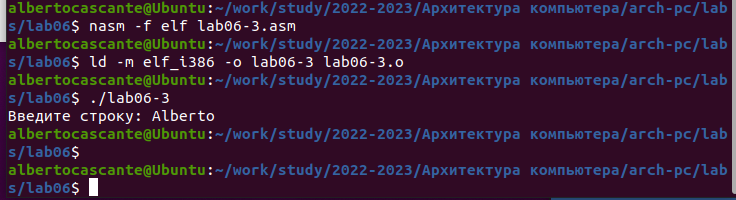 albertocascante@Ubuntu:~/work/study/2022-2023/Архитектура компьютера/arch-pc/lab
s/lab06$ nasm -f elf lab06-3.asm
albertocascante@Ubuntu:~/work/study/2022-2023/Архитектура компьютера/arch-pc/lab
s/lab06$ ld -m elf_i386 -o lab06-3 lab06-3.o
albertocascante@Ubuntu:~/work/study/2022-2023/Архитектура компьютера/arch-pc/lab
s/lab06$ ./lab06-3
Введите строку: Alberto
albertocascante@Ubuntu:~/work/study/2022-2023/Архитектура компьютера/arch-pc/lab
s/lab06$
albertocascante@Ubuntu:~/work/study/2022-2023/Архитектура компьютера/arch-pc/lab
s/lab06$